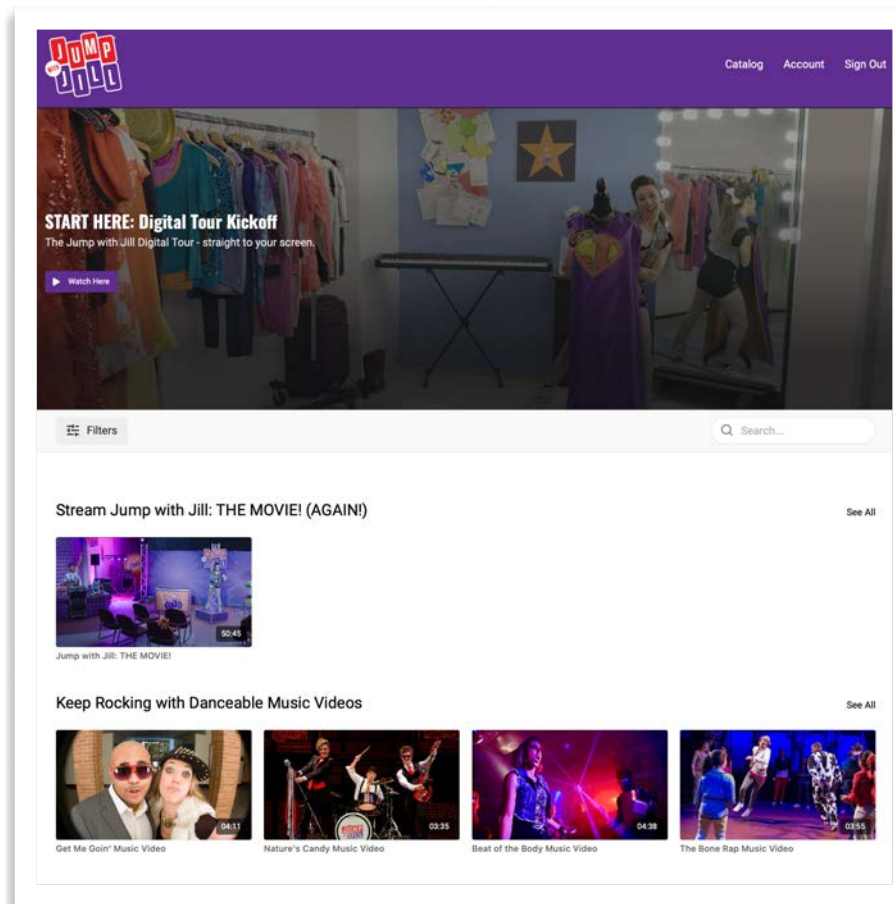 JUMP
WITH
JILL
Catalog Account Sign Out
START HERE: Digital Tour Kickoff
The Jump with Jill Digital Tour - straight to your screen.
Watch Here
Filters
Search...
Stream Jump with Jill: THE MOVIE! (AGAIN!)
See All
50:45
Jump with Jill: THE MOVIE!
Keep Rocking with Danceable Music Videos
See All
04:11
03:35
04:38
03:55
Get Me Goin' Music Video
Nature's Candy Music Video
Beat of the Body Music Video
The Bone Rap Music Video